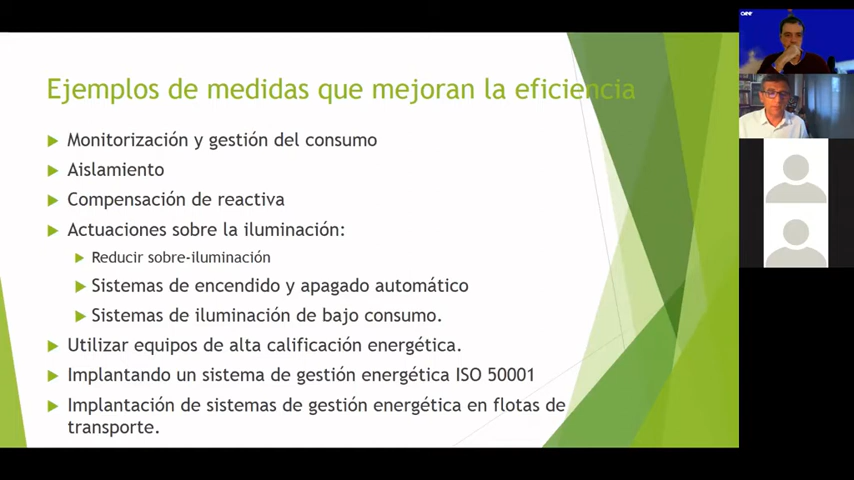 Ejemplos de medidas que mejoran la eficiencia
Monitorización y gestión del consumo
Aislamiento
Compensación de reactiva
Actuaciones sobre la iluminación:
Reducir sobre-iluminación
Sistemas de encendido y apagado automático
Sistemas de iluminación de bajo consumo.
Utilizar equipos de alta calificación energética.
Implantando un sistema de gestión energética ISO 50001
Implantación de sistemas de gestión energética en flotas de
transporte.